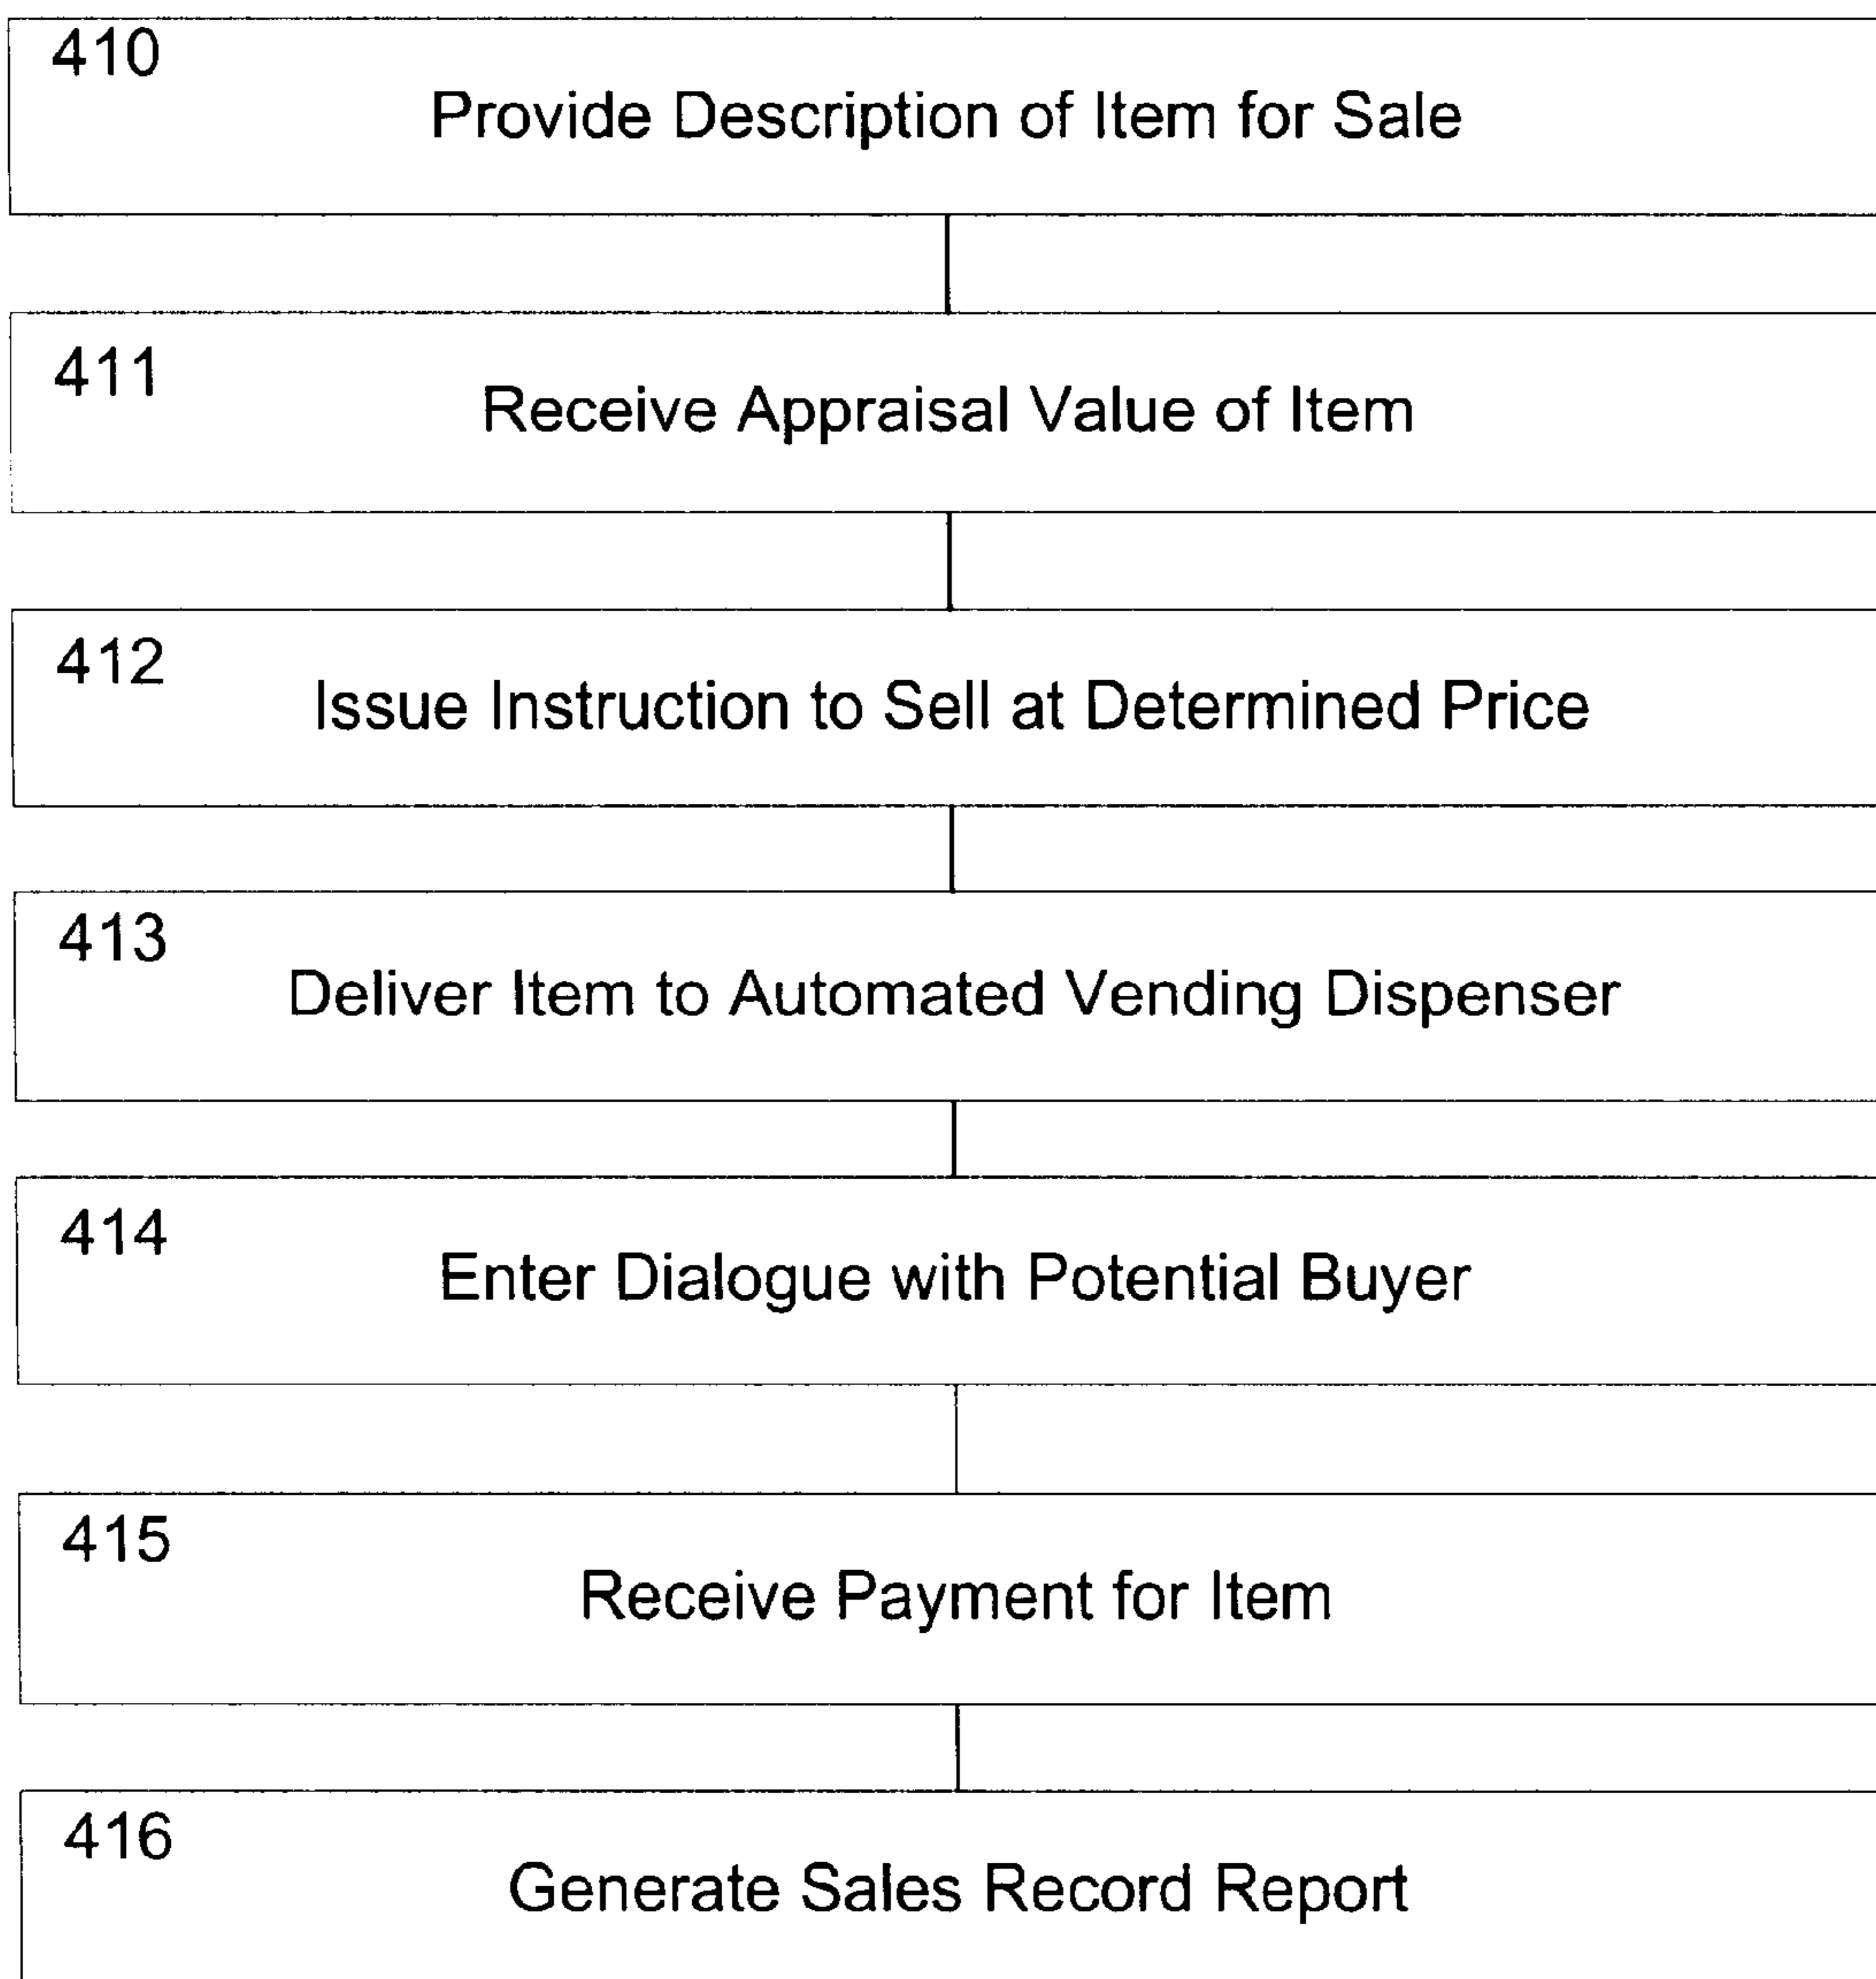 410
Provide Description of Item for Sale
411
Receive Appraisal Value of Item
412
Issue Instruction to Sell at Determined Price
413
Deliver Item to Automated Vending Dispenser
414
Enter Dialogue with Potential Buyer
415
Receive Payment for Item
416
Generate Sales Record Report